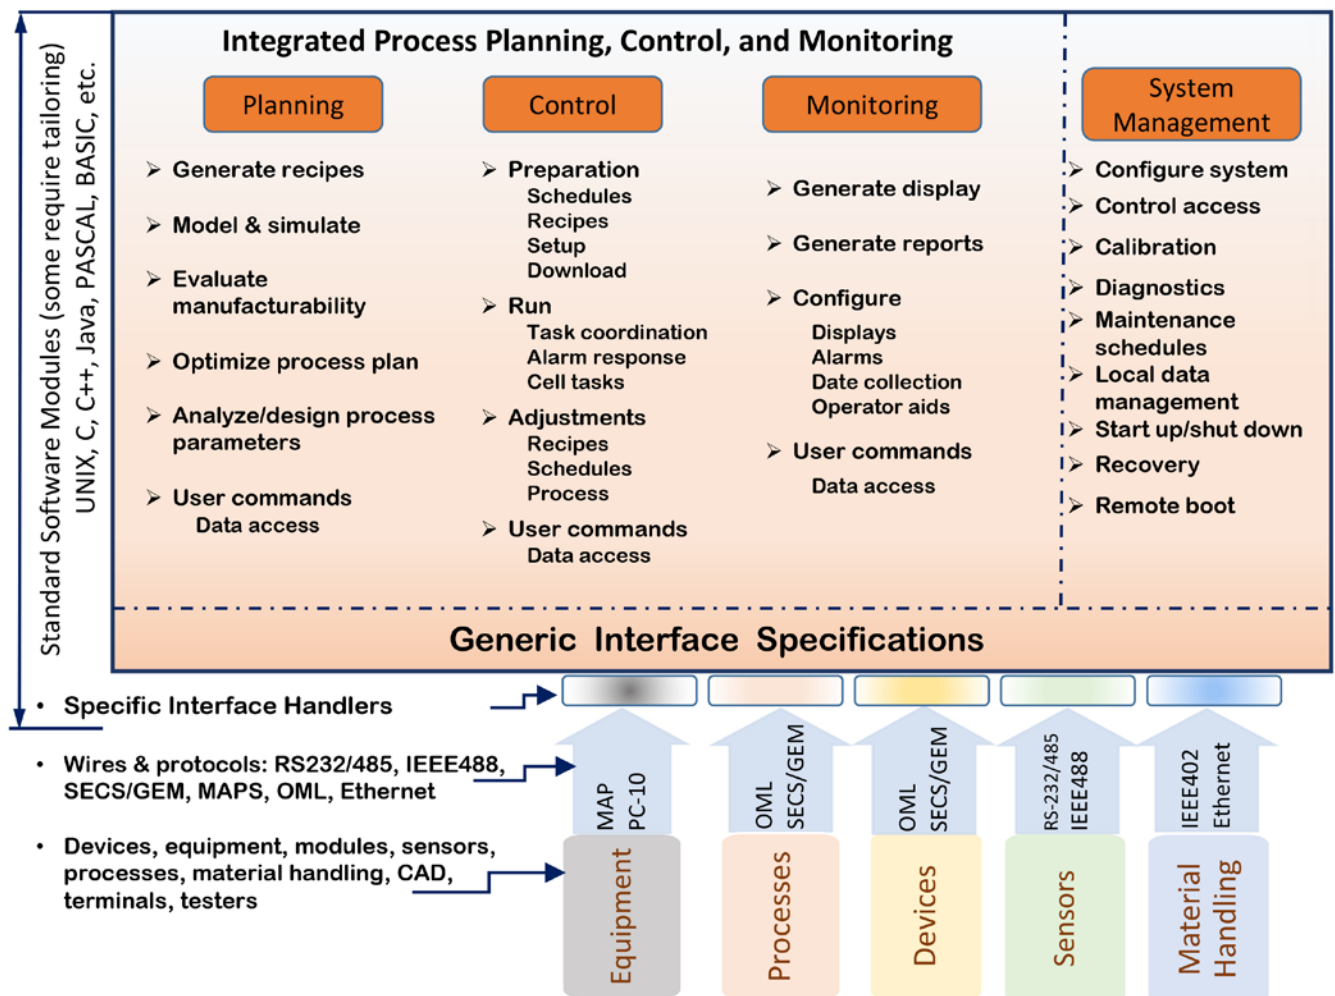 Standard Software Modules (some require tailoring)
UNIX, C, C++, Java, PASCAL, BASIC, etc.
Integrated Process Planning, Control, and Monitoring
Planning
Generate recipes
Model & simulate
Evaluate
manufacturability
Optimize process plan
Analyze/design process
parameters
User commands
Data access
Control
Preparation
Schedules
Recipes
Setup
Download
Run
Task coordination
Alarm response
Cell tasks
Adjustments
Recipes
Schedules
Process
User commands
Data access
Monitoring
Generate display
Generate reports
Configure
Displays
Alarms
Date collection
Operator aids
User commands
Data access
System
Management
Configure system
Control access
Calibration
Diagnostics
Maintenance
schedules
Local data
management
Start up/shut down
Recovery
Remote boot
Generic Interface Specifications
• Specific Interface Handlers
• Wires & protocols: RS232/485, IEEE488,
SECS/GEM, MAPS, OML, Ethernet
• Devices, equipment, modules, sensors,
processes, material handling, CAD,
terminals, testers
MAP
PC-10
OML
SECS/GEM
OML
SECS/GEM
RS-232/485
IEEE488
IEEE402
Ethernet
Equipment
Processes
Devices
Sensors
Material
Handling